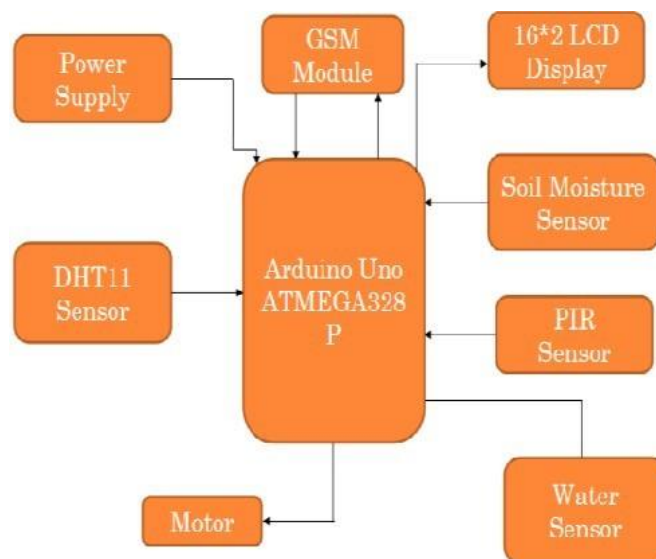 Power
Supply
GSM
Module
16*2 LCD
Display
Soil Moisture
Sensor
DHT11
Sensor
Arduino Uno
ATMEGA328
P
PIR
Sensor
Motor
Water
Sensor